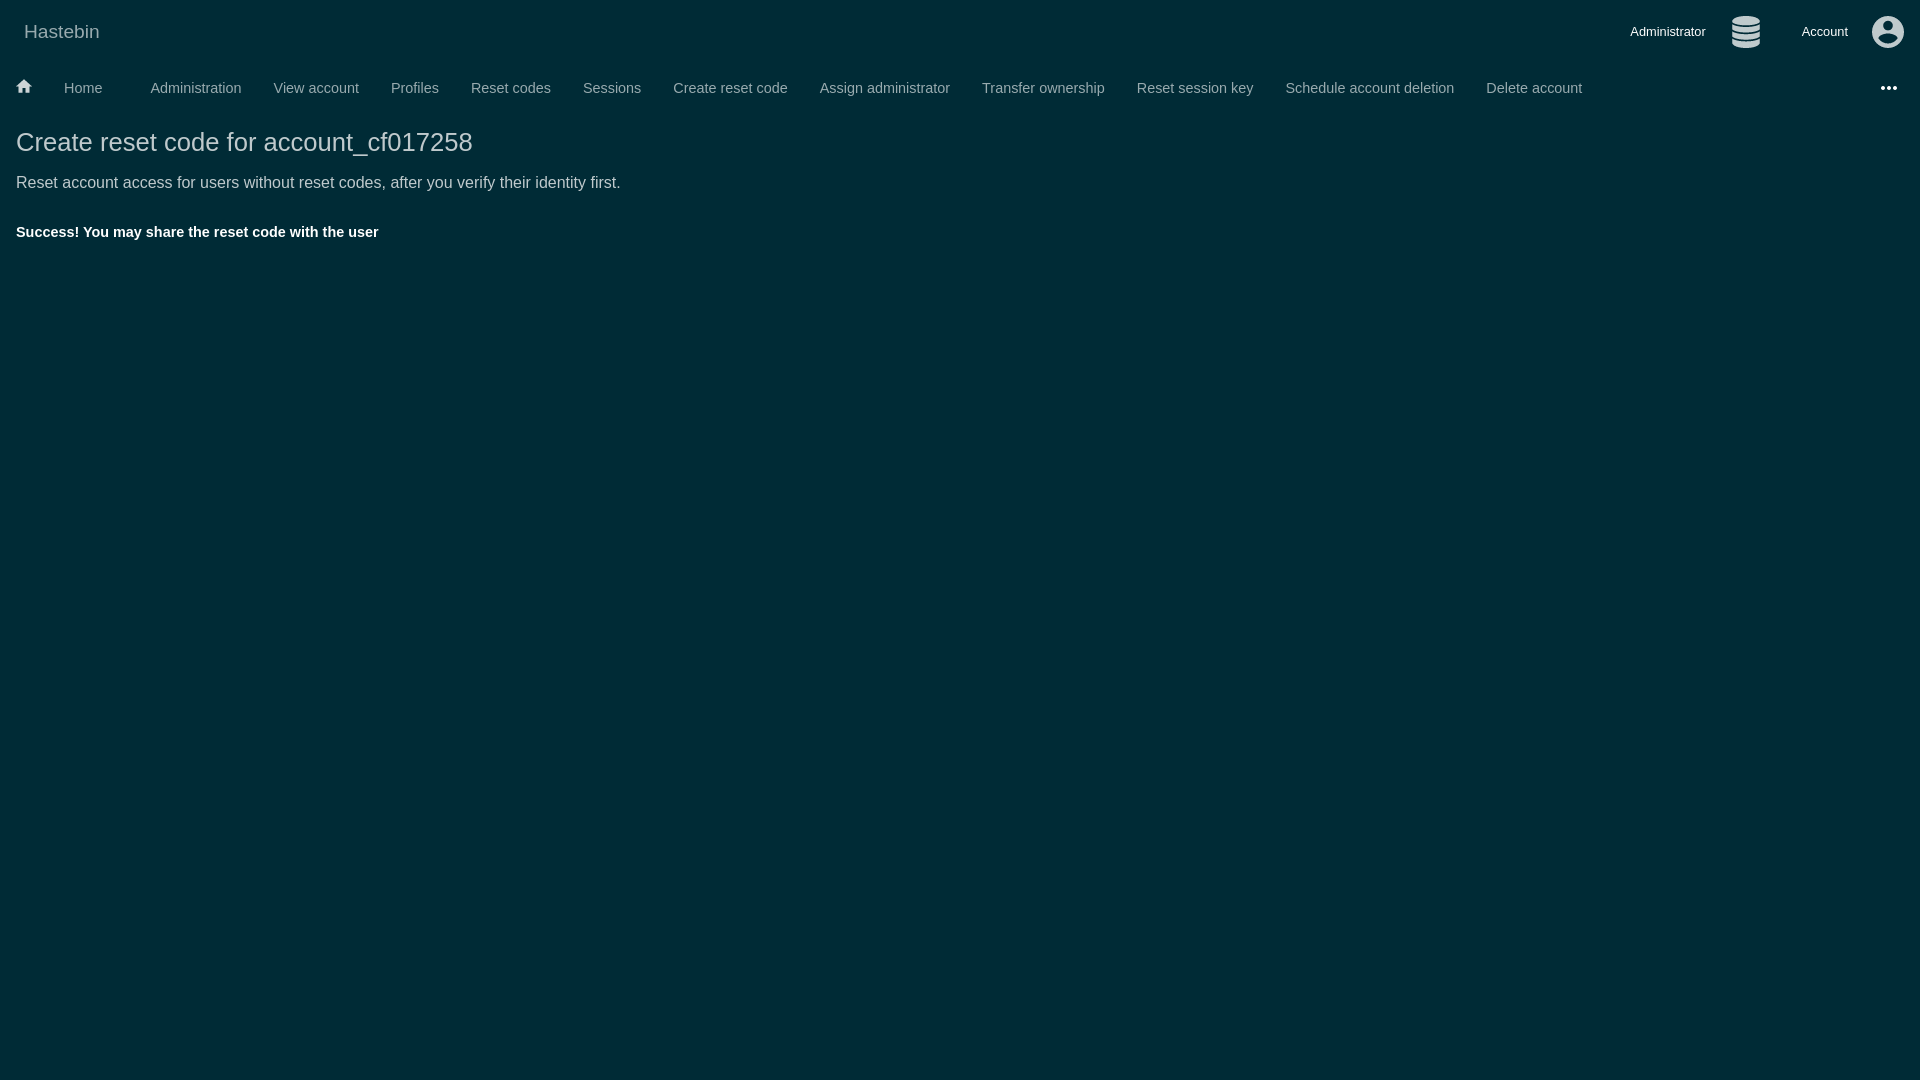 Hastebin
Administrator
Account
Home
Administration
View account
Profiles
Reset codes
Sessions
Create reset code
Assign administrator
Transfer ownership
Reset session key
Schedule account deletion
Delete account
Create reset code for account_cf017258
Reset account access for users without reset codes, after you verify their identity first.
Success! You may share the reset code with the user